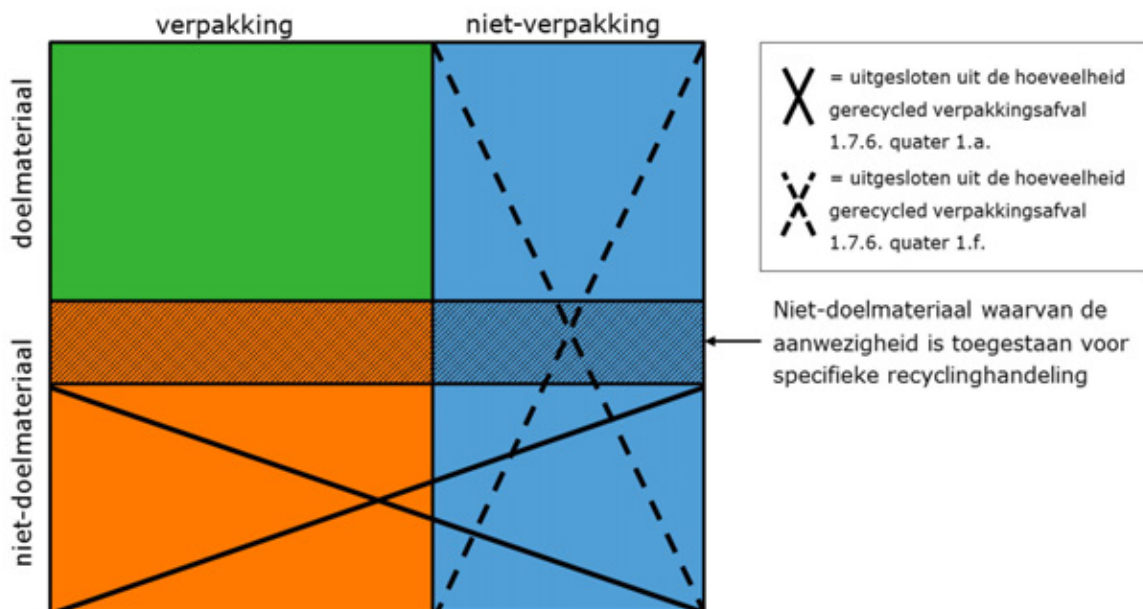 verpakking
niet-verpakking
doelmateriaal
niet-doelmateriaal
= uitgesloten uit de hoeveelheid
gerecycled verpakkingsafval
1.7.6. quater 1.a.
= uitgesloten uit de hoeveelheid
gerecycled verpakkingsafval
1.7.6. quater 1.f.
Niet-doelmateriaal waarvan de
aanwezigheid is toegestaan voor
specifieke recyclinghandeling